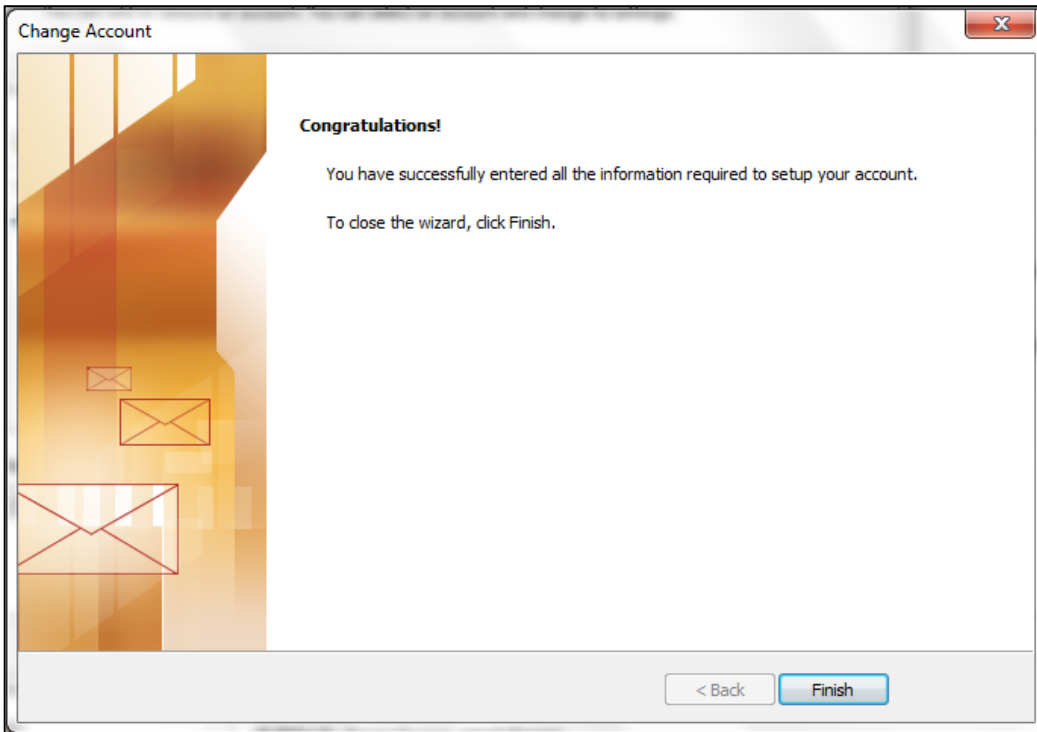 Change Account
Congratulations!
You have successfully entered all the information required to setup your account.
To close the wizard, click Finish.
< Back
Finish